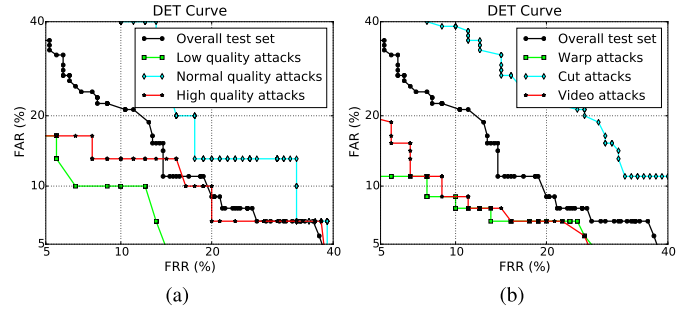 DET Curve
40
20
10
5
FAR (%)
5 10 20 40
FRR (%)
Overall test set
Low quality attacks
Normal quality attacks
High quality attacks
(a)
DET Curve
40
20
10
5
FAR (%)
5 10 20 40
FRR (%)
Overall test set
Warp attacks
Cut attacks
Video attacks
(b)